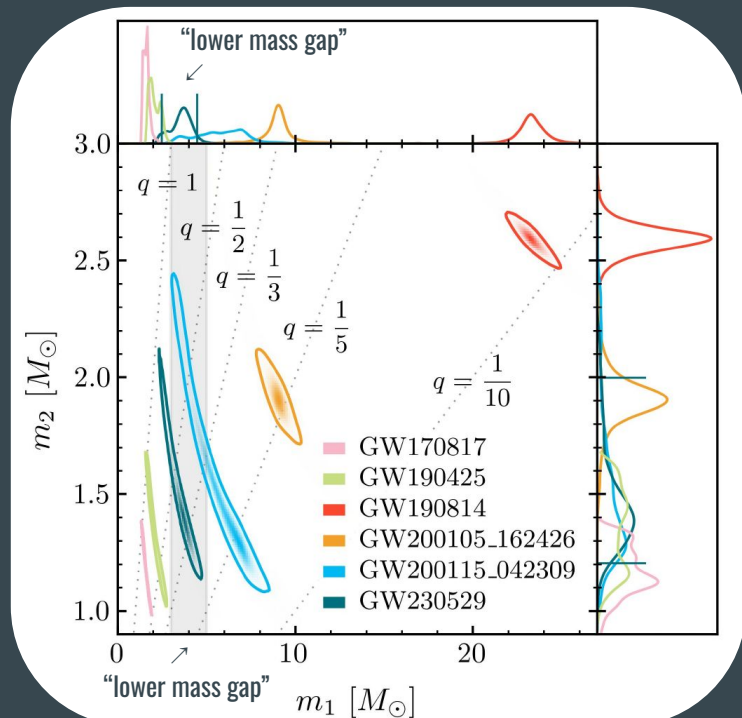 “lower mass gap”
3.0
2.5
2.0
1.5
1.0
m₂ [M⊙]
q = 1
q = 1/2
q = 1/3
q = 1/5
q = 1/10
GW170817
GW190425
GW190814
GW200105_162426
GW200115_042309
GW230529
0
10
20
“lower mass gap”
m₁ [M⊙]